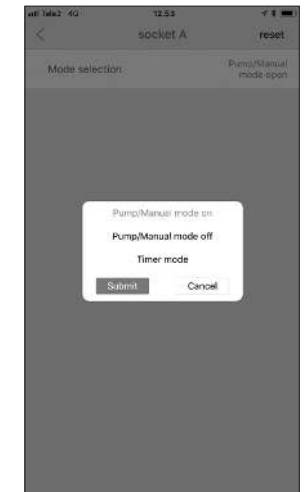 Tele2 4G 12.53
< socket A reset
Mode selection Pump/Manual
mode open
Pump/Manual mode on
Pump/Manual mode off
Timer mode
Submit Cancel